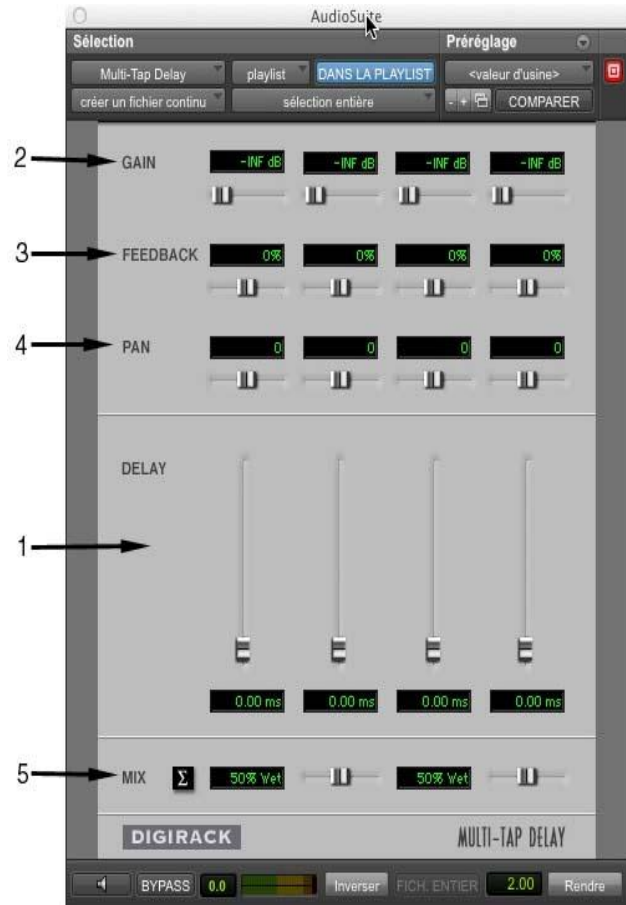 AudioSuite
Sélection Préréglage
Multi-Tap Delay playlist DANS LA PLAYLIST <valeur d'usine>
créer un fichier continu sélection entière - + COMPARER
2 GAIN -INF dB -INF dB -INF dB -INF dB
3 FEEDBACK 0% 0% 0% 0%
4 PAN 0 0 0 0
DELAY
1
0.00 ms 0.00 ms 0.00 ms 0.00 ms
5 MIX Σ 50% Wet 50% Wet
DIGIRACK MULTI-TAP DELAY
BYPASS 0.0 Inverser FICH. ENTIER 2.00 Rendre